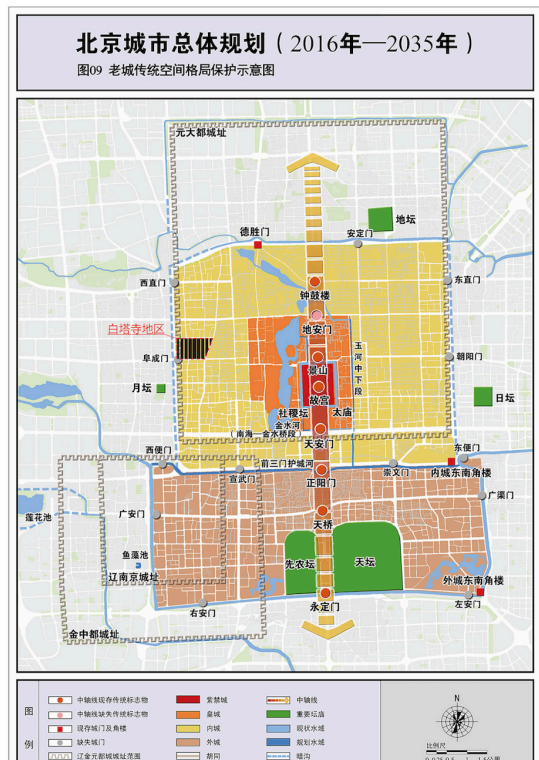 北京城市总体规划（2016年—2035年）
图09 老城传统空间格局保护示意图
元大都城址
地坛
德胜门
安定门
西直门
东直门
钟鼓楼
地安门
白塔寺地区
玉河中下段
阜成门
朝阳门
景山
月坛
故宫
日坛
社稷坛
太庙
金水河
（南海—金水桥段）
天安门
西便门
东便门
前三门护城河
宣武门
崇文门
内城东南角楼
正阳门
广渠门
莲花池
广安门
天桥
鱼藻池
先农坛
天坛
辽南京城址
外城东南角楼
永定门
左安门
右安门
金中都城址
图例
中轴线现存传统标志物
紫禁城
中轴线
中轴线缺失传统标志物
皇城
重要坛庙
现存城门及角楼
内城
现状水域
缺失城门
外城
规划水域
辽金元都城城址范围
胡同
暗沟
N
比例尺